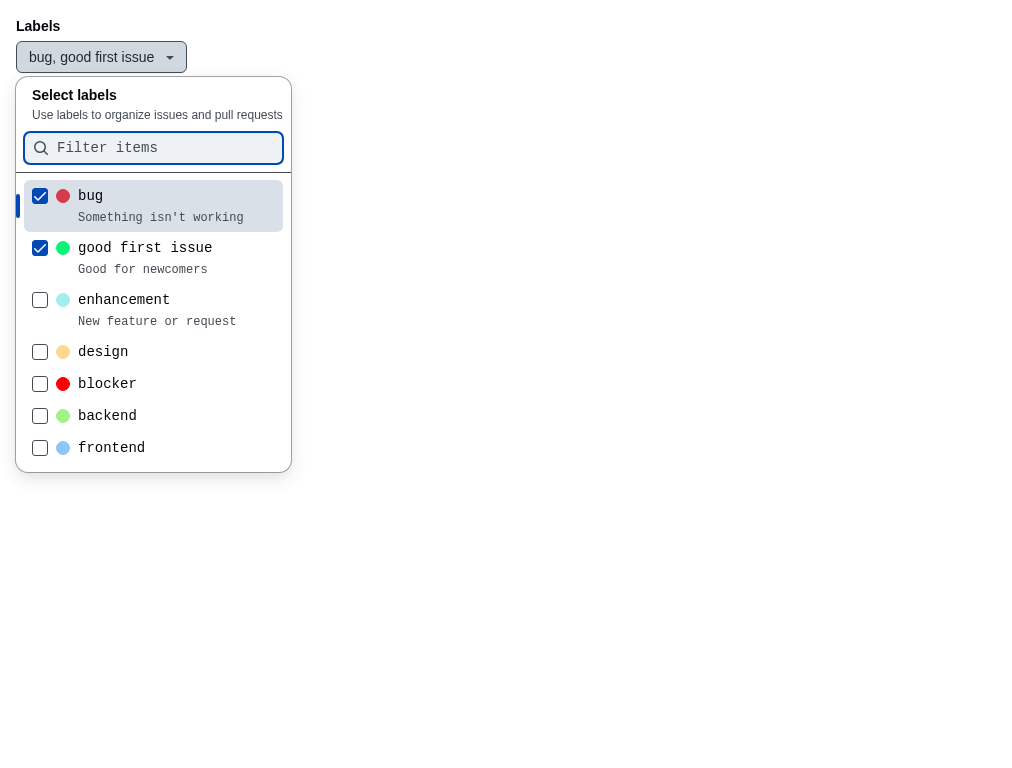 Labels
bug, good first issue
Select labels
Use labels to organize issues and pull requests
Filter items
bug
Something isn't working
good first issue
Good for newcomers
enhancement
New feature or request
design
blocker
backend
frontend